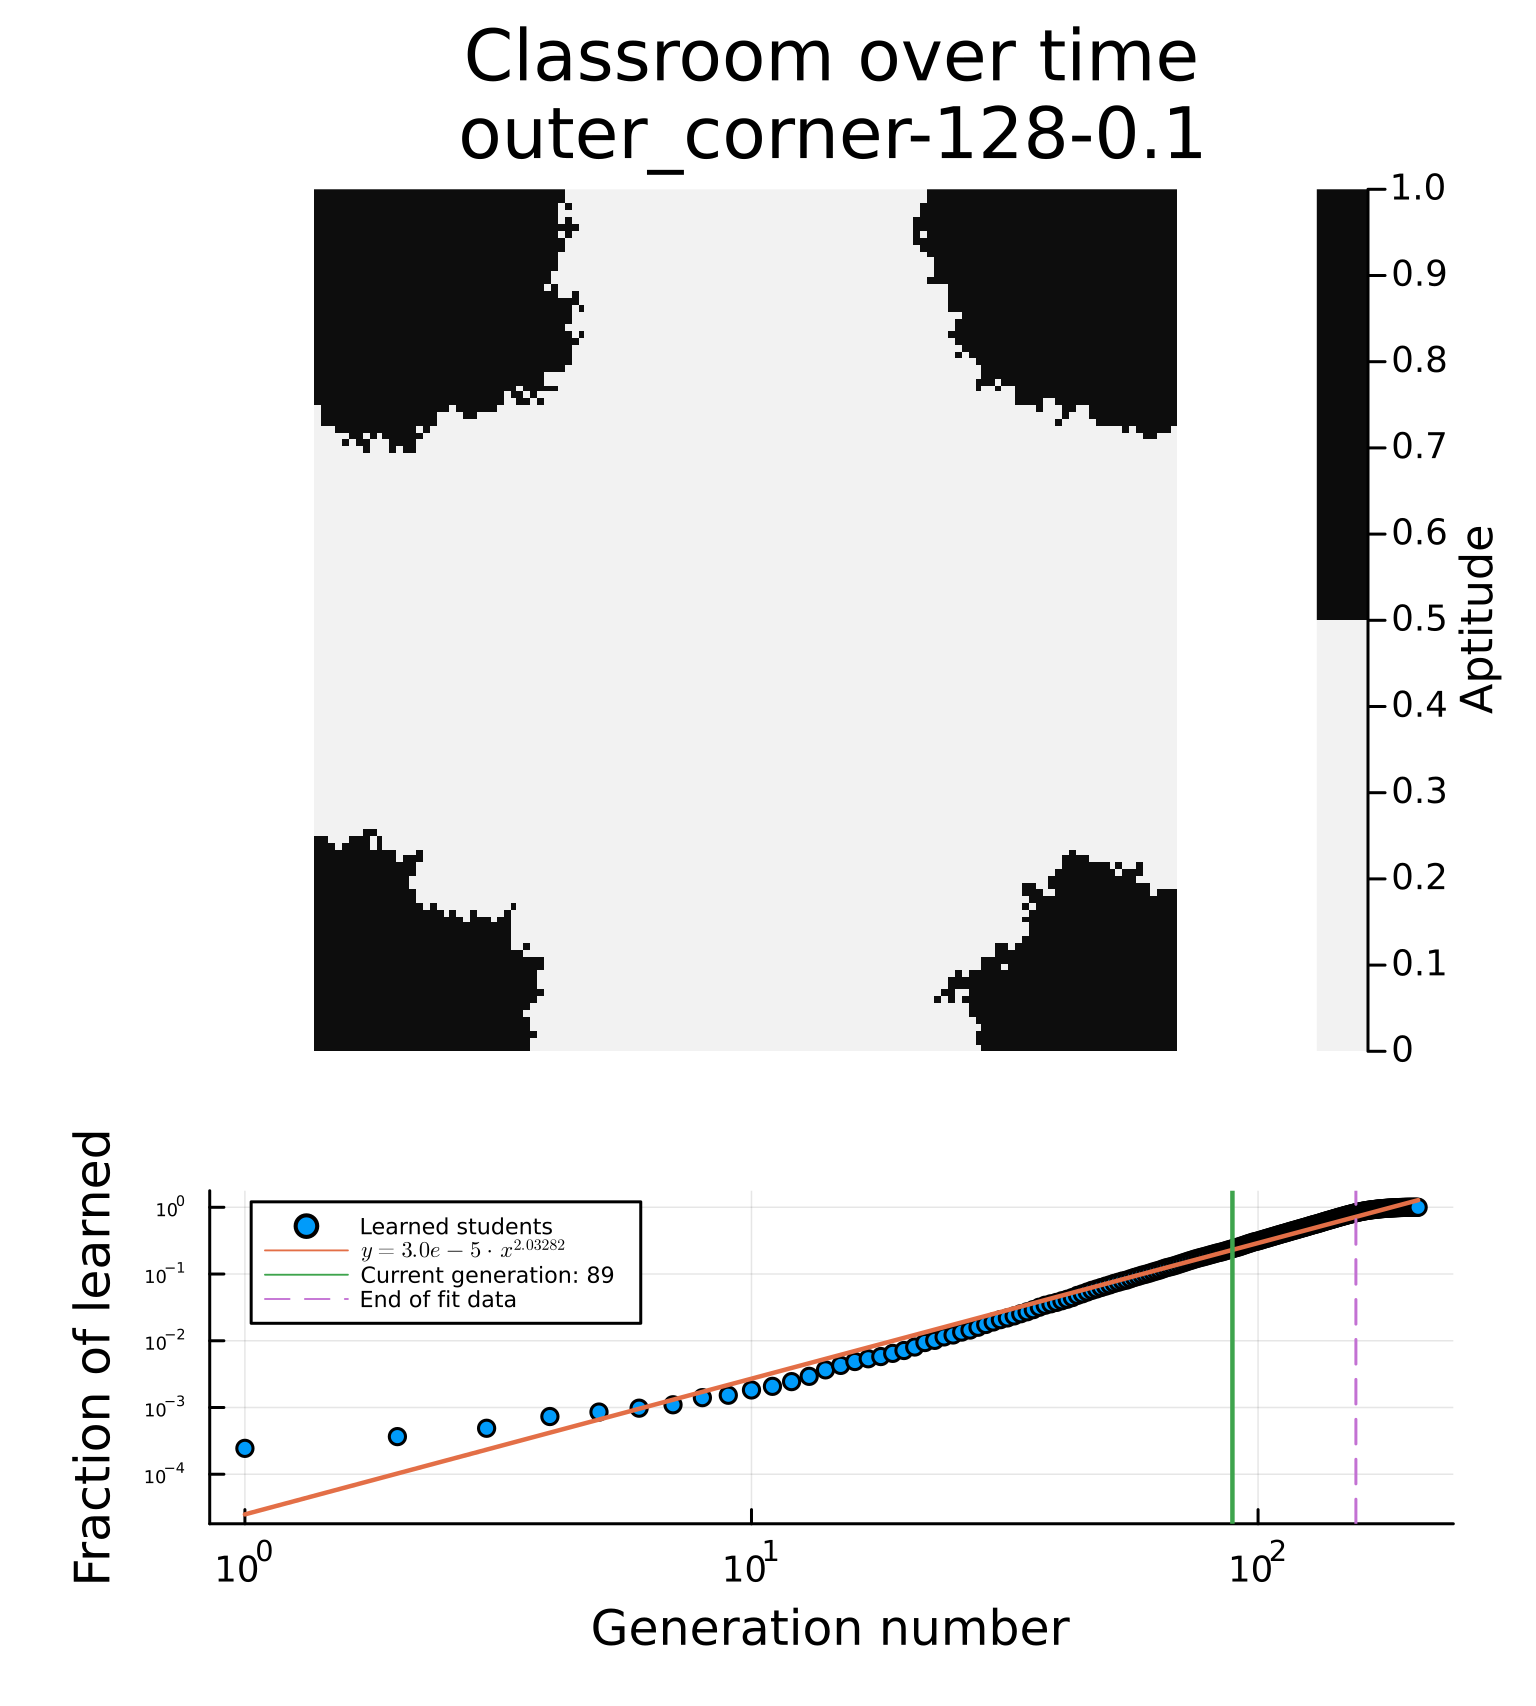 Classroom over time
outer_corner-128-0.1
1.0
0.9
0.8
0.7
0.6
0.5
0.4
0.3
0.2
0.1
0
Aptitude
Fraction of learned
10⁰
10⁻¹
10⁻²
10⁻³
10⁻⁴
Learned students
y = 3.0e − 5 · x^2.03282
Current generation: 89
End of fit data
10⁰ 10¹ 10²
Generation number